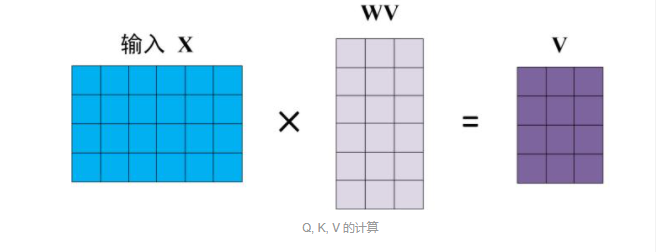 WV
输入 X
V
×
=
Q, K, V 的计算